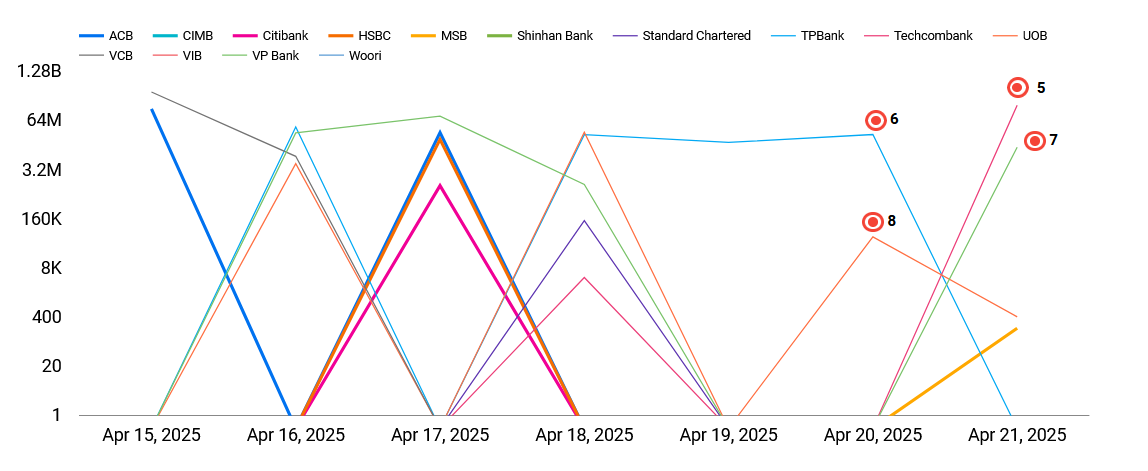 ACB CIMB Citibank HSBC MSB Shinhan Bank Standard Chartered TPBank Techcombank UOB
VCB VIB VP Bank Woori
1.28B
64M
3.2M
160K
8K
400
20
1
5
6
7
8
Apr 15, 2025 Apr 16, 2025 Apr 17, 2025 Apr 18, 2025 Apr 19, 2025 Apr 20, 2025 Apr 21, 2025